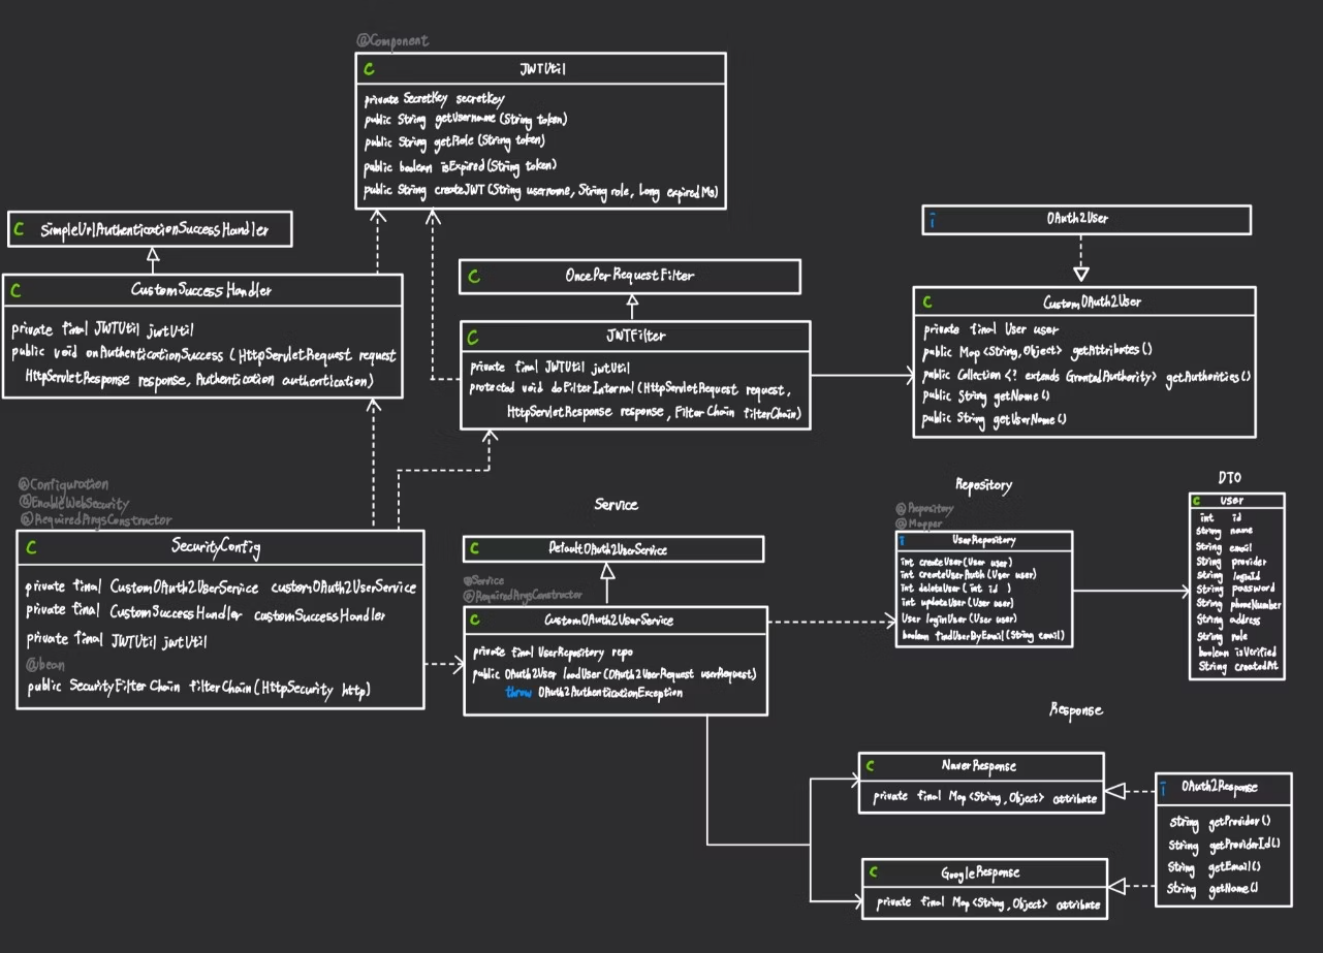 @Component
C JWTUtil
private SecretKey secretKey
public String getUsername (String token)
public String getRole (String token)
public boolean isExpired (String token)
public String createJWT (String username, String role, Long expiredMs)
C SimpleUrlAuthenticationSuccessHandler
C CustomSuccessHandler
private final JWTUtil jwtUtil
public void onAuthenticationSuccess (HttpServletRequest request
HttpServletResponse response, Authentication authentication)
C OncePerRequestFilter
C JWTFilter
private final JWTUtil jwtUtil
protected void doFilterInternal (HttpServletRequest request,
HttpServletResponse response, FilterChain filterChain)
i OAuth2User
C CustomOAuth2User
private final User user
public Map <String, Object> getAttributes ()
public Collection <? extends GrantedAuthority> getAuthorities ()
public String getName ()
public String getUserName ()
@Configuration
@EnableWebSecurity
@RequiredArgsConstructor
C SecurityConfig
private final CustomOAuth2UserService customOAuth2UserService
private final CustomSuccessHandler customSuccessHandler
private final JWTUtil jwtUtil
@bean
public SecurityFilterChain filterChain (HttpSecurity http)
Service
C DefaultOAuth2UserService
@Service
@RequiredArgsConstructor
C CustomOAuth2UserService
private final UserRepository repo
public OAuth2User loadUser (OAuth2UserRequest userRequest)
throw OAuth2AuthenticationException
Repository
@Repository
@Mapper
i UserRepository
int createUser (User user)
int createUserAuth (User user)
int deleteUser ( int id )
int updateUser (User user)
User loginUser (User user)
boolean findUserByEmail (String email)
DTO
C User
int id
String name
String email
String provider
String loginId
String password
String phoneNumber
String address
String role
boolean isVerified
String createdAt
Response
C NaverResponse
private final Map <String, Object> attribute
C GoogleResponse
private final Map <String, Object> attribute
i OAuth2Response
String getProvider ()
String getProviderId ()
String getEmail ()
String getName ()